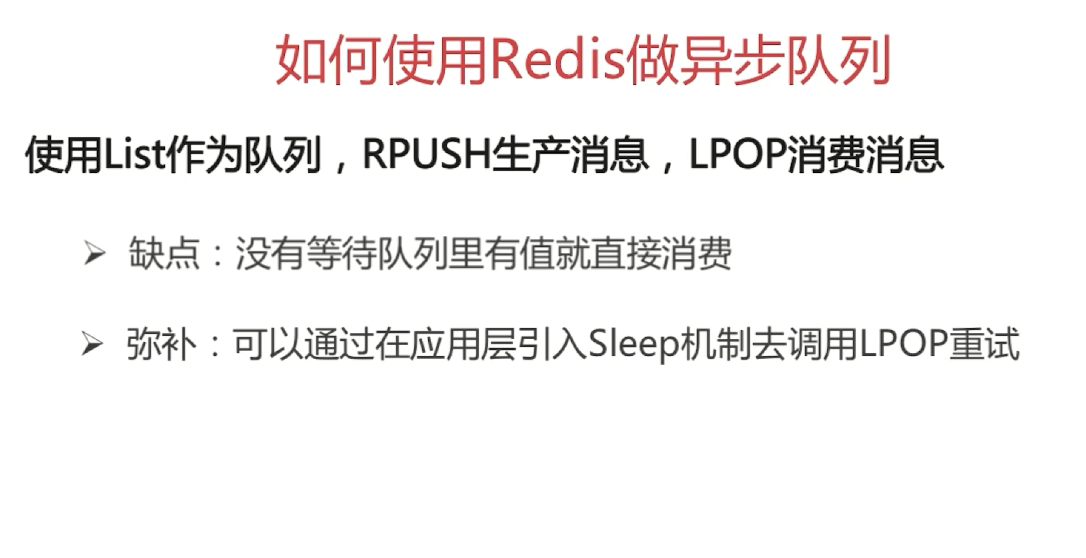 如何使用Redis做异步队列
使用List作为队列，RPUSH生产消息，LPOP消费消息
➢ 缺点：没有等待队列里有值就直接消费
➢ 弥补：可以通过在应用层引入Sleep机制去调用LPOP重试